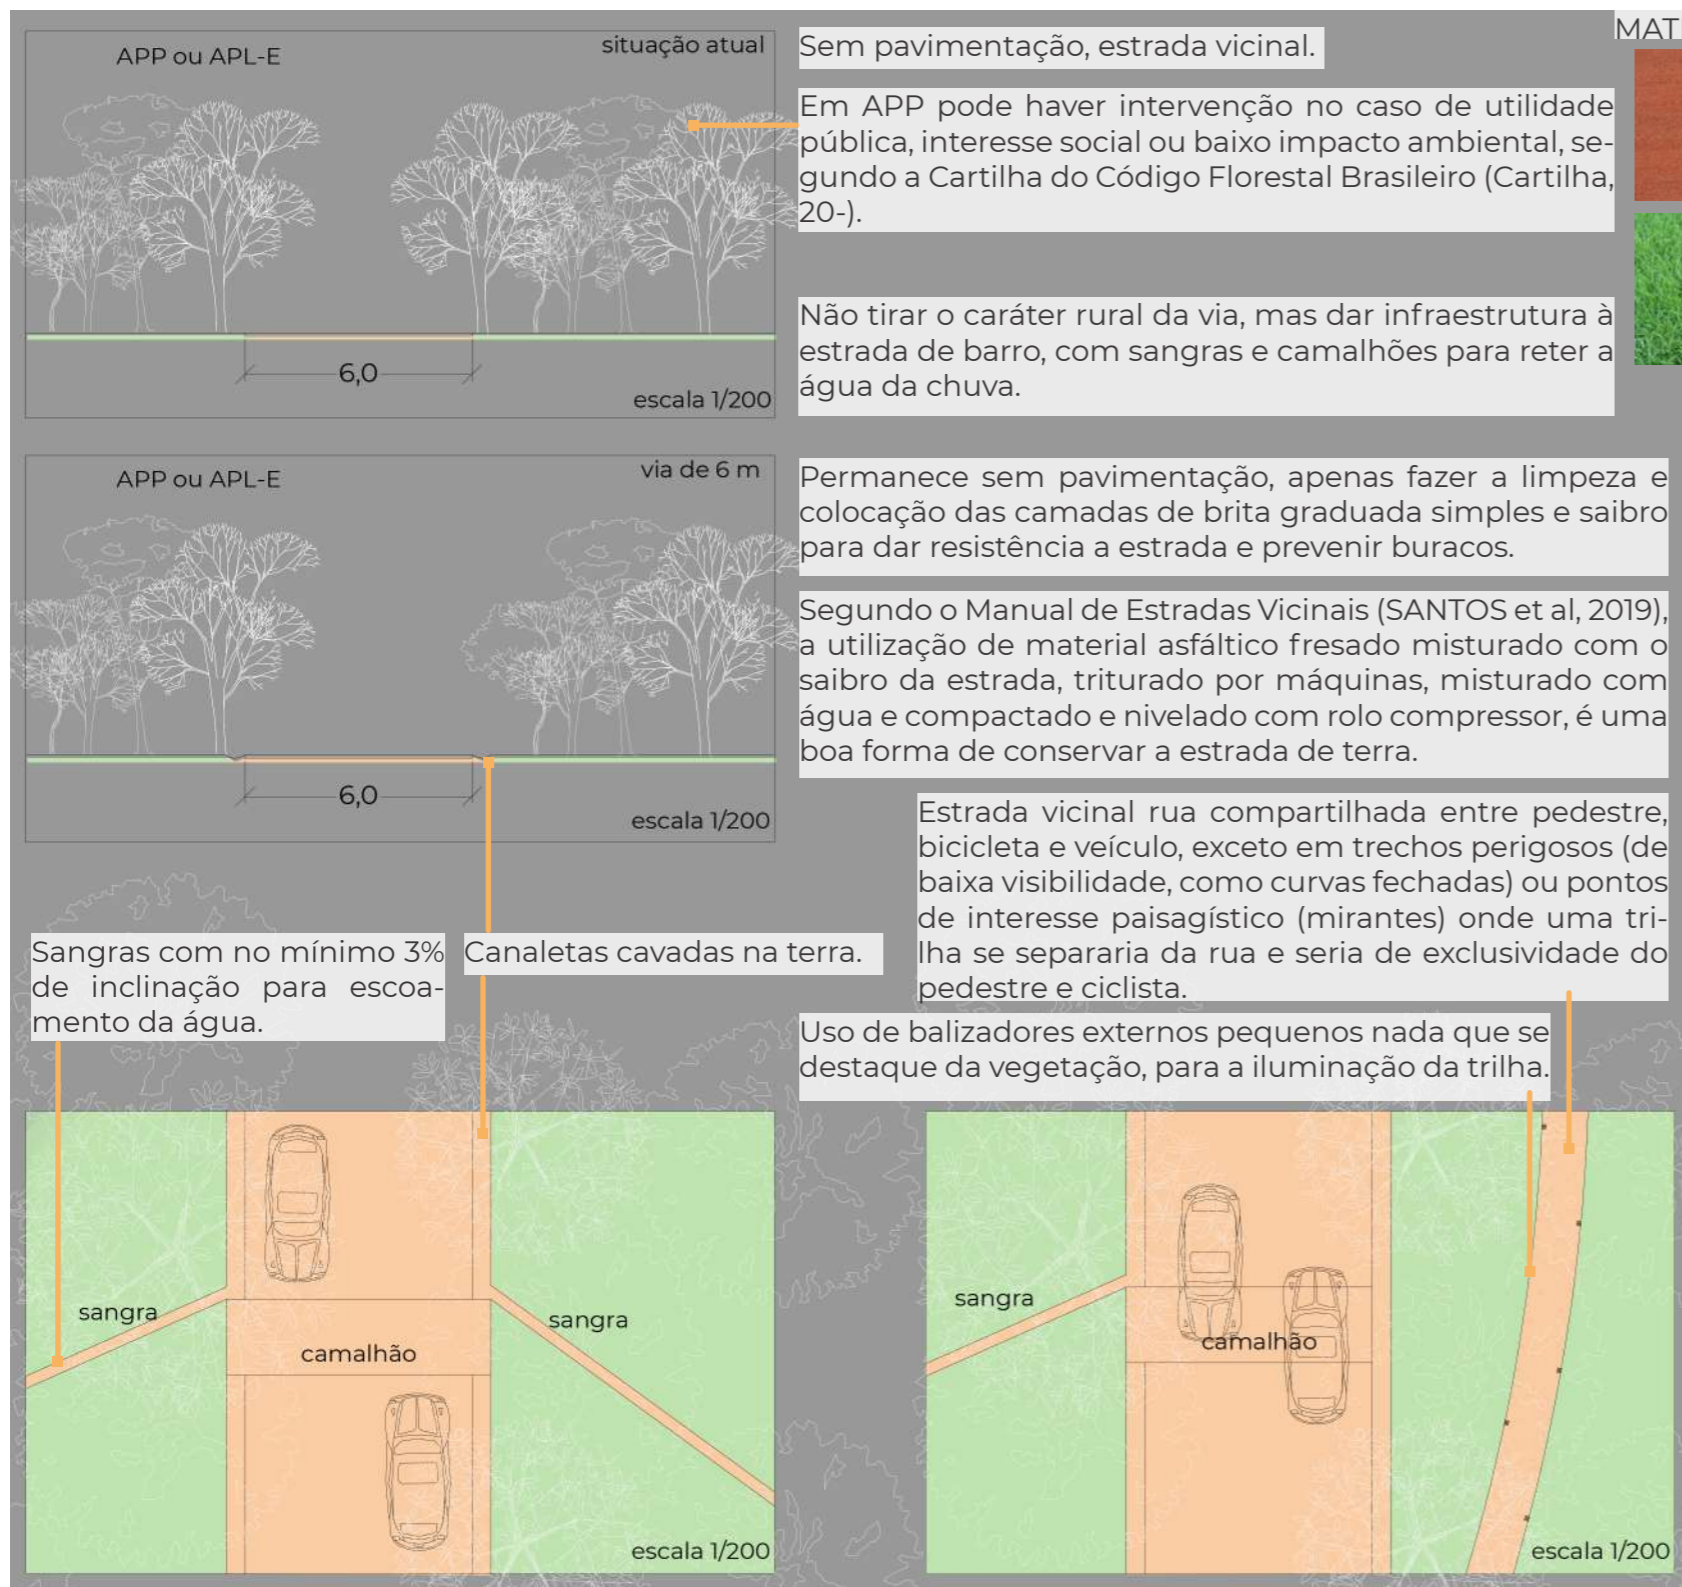 APP ou APL-E
situação atual
6,0
escala 1/200
Sem pavimentação, estrada vicinal.
Em APP pode haver intervenção no caso de utilidade
pública, interesse social ou baixo impacto ambiental, se-
gundo a Cartilha do Código Florestal Brasileiro (Cartilha,
20-).
Não tirar o caráter rural da via, mas dar infraestrutura à
estrada de barro, com sangras e camalhões para reter a
água da chuva.
MAT
APP ou APL-E
via de 6 m
6,0
escala 1/200
Permanece sem pavimentação, apenas fazer a limpeza e
colocação das camadas de brita graduada simples e saibro
para dar resistência a estrada e prevenir buracos.
Segundo o Manual de Estradas Vicinais (SANTOS et al, 2019),
a utilização de material asfáltico fresado misturado com o
saibro da estrada, triturado por máquinas, misturado com
água e compactado e nivelado com rolo compressor, é uma
boa forma de conservar a estrada de terra.
Estrada vicinal rua compartilhada entre pedestre,
bicicleta e veículo, exceto em trechos perigosos (de
baixa visibilidade, como curvas fechadas) ou pontos
de interesse paisagístico (mirantes) onde uma tri-
lha se separaria da rua e seria de exclusividade do
pedestre e ciclista.
Sangras com no mínimo 3%
de inclinação para escoa-
mento da água.
Canaletas cavadas na terra.
Uso de balizadores externos pequenos nada que se
destaque da vegetação, para a iluminação da trilha.
sangra
camalhão
sangra
escala 1/200
sangra
camalhão
escala 1/200